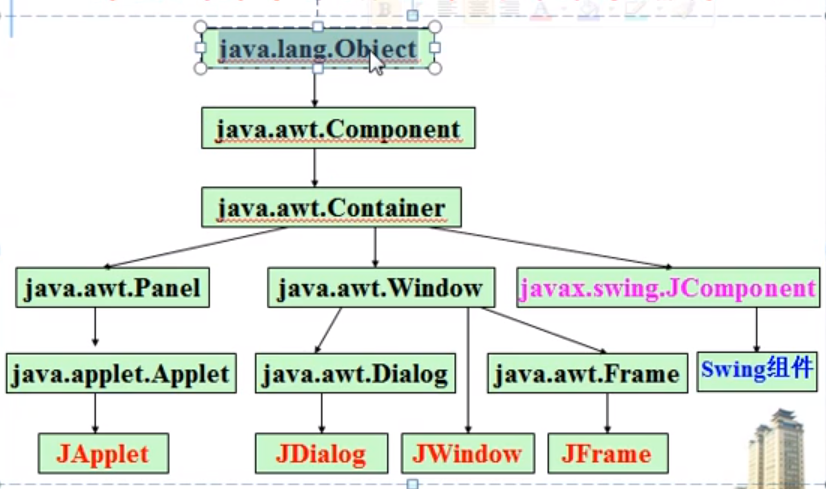 java.lang.Object
java.awt.Component
java.awt.Container
java.awt.Panel
java.awt.Window
javax.swing.JComponent
java.applet.Applet
java.awt.Dialog
java.awt.Frame
Swing组件
JApplet
JDialog
JWindow
JFrame